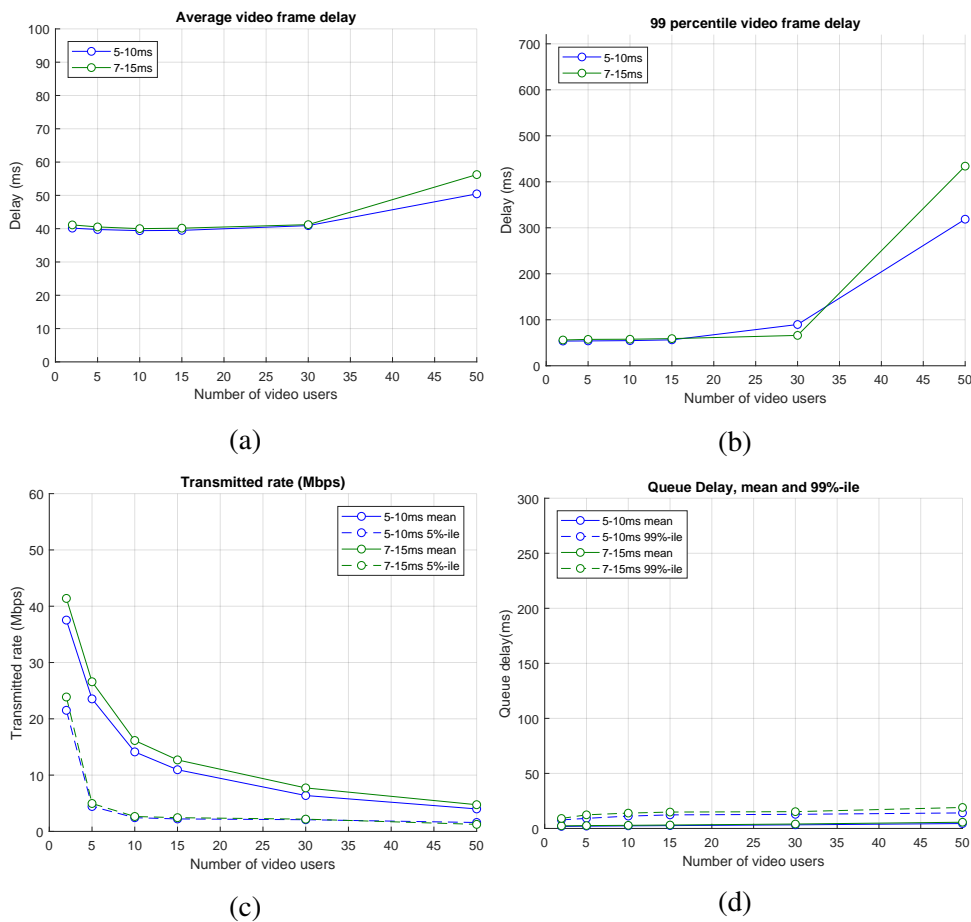 Average video frame delay
100
90
80
70
60
50
40
30
20
10
0
Delay (ms)
5-10ms
7-15ms
0 5 10 15 20 25 30 35 40 45 50
Number of video users
(a)
99 percentile video frame delay
700
600
500
400
300
200
100
0
Delay (ms)
5-10ms
7-15ms
0 5 10 15 20 25 30 35 40 45 50
Number of video users
(b)
Transmitted rate (Mbps)
60
50
40
30
20
10
0
Transmitted rate (Mbps)
5-10ms mean
5-10ms 5%-ile
7-15ms mean
7-15ms 5%-ile
0 5 10 15 20 25 30 35 40 45 50
Number of video users
(c)
Queue Delay, mean and 99%-ile
300
250
200
150
100
50
0
Queue delay(ms)
5-10ms mean
5-10ms 99%-ile
7-15ms mean
7-15ms 99%-ile
0 5 10 15 20 25 30 35 40 45 50
Number of video users
(d)